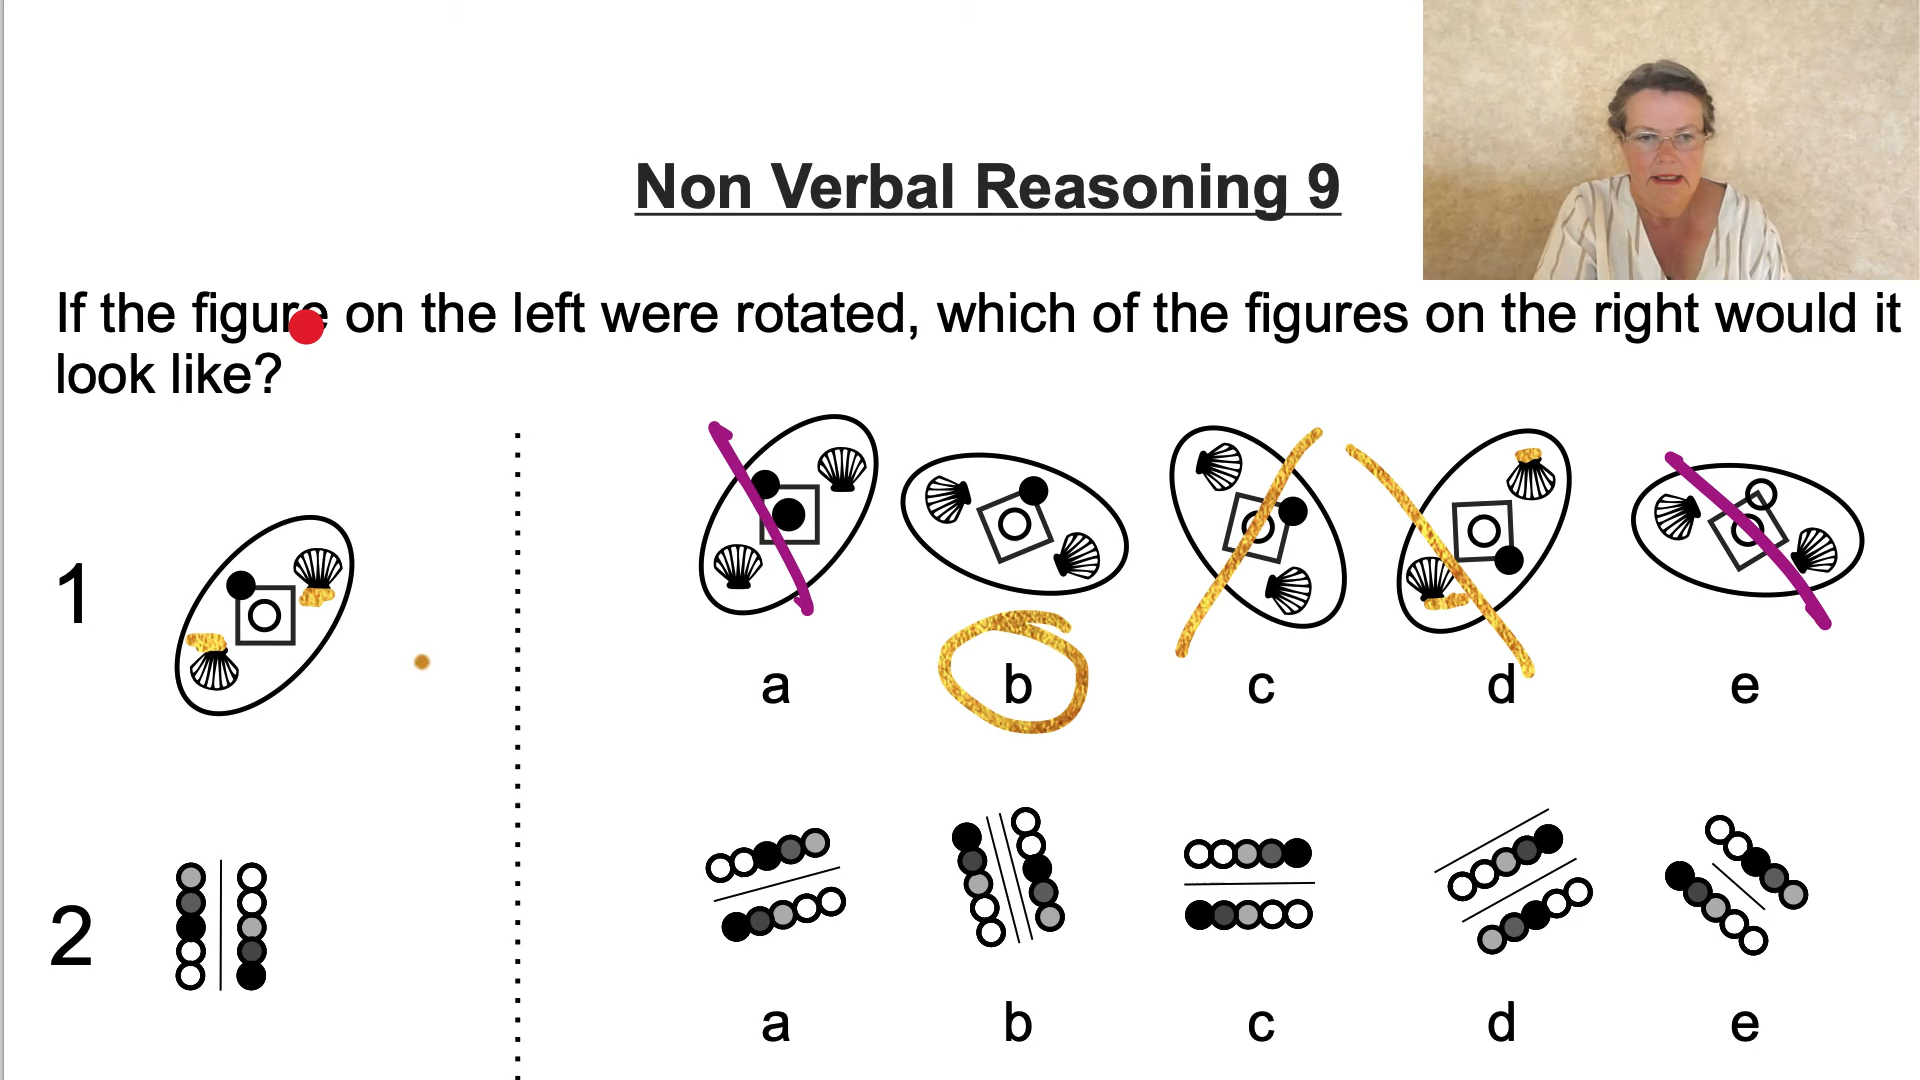 Non Verbal Reasoning 9
If the figure on the left were rotated, which of the figures on the right would it
look like?
1
a b c d e
2
a b c d e